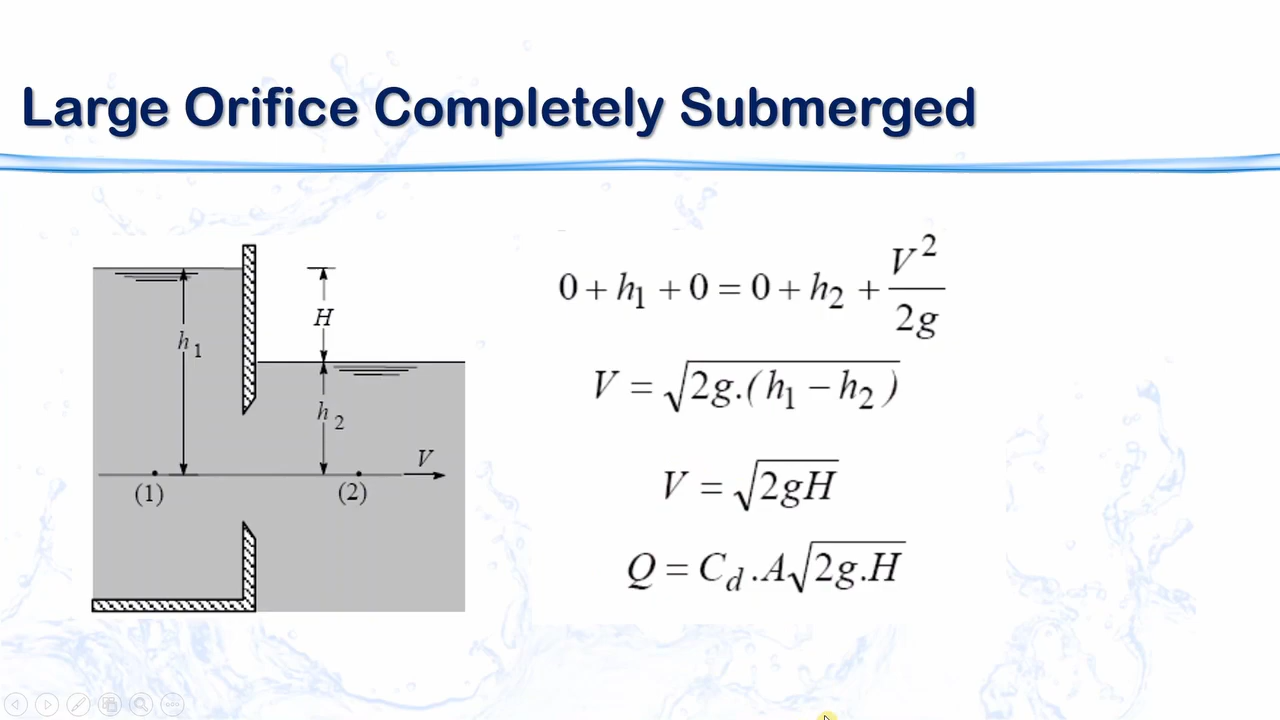 Large Orifice Completely Submerged
h₁
H
h₂
V
(1)
(2)
0 + h₁ + 0 = 0 + h₂ + V²/2g
V = √2g.(h₁ − h₂)
V = √2gH
Q = C_d.A√2g.H